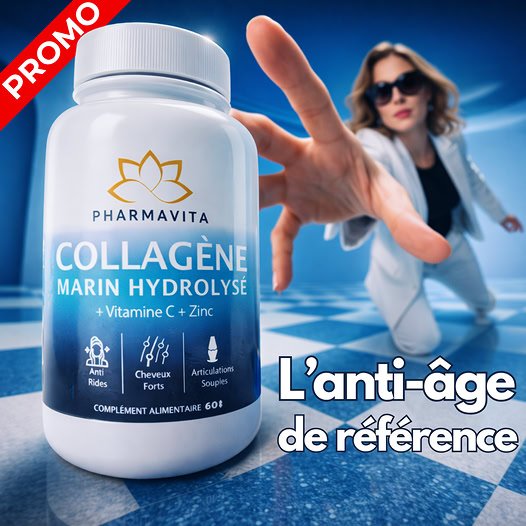 PROMO
PHARMAVITA
COLLAGÈNE
MARIN HYDROLYSÉ
+ Vitamine C + Zinc
Anti
Rides
Cheveux
Forts
Articulations
Souples
COMPLÉMENT ALIMENTAIRE 60
L'anti-âge
de référence